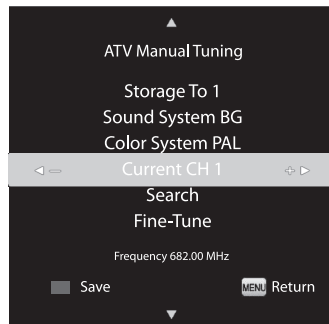 ATV Manual Tuning
Storage To 1
Sound System BG
Color System PAL
Current CH 1
Search
Fine-Tune
Frequency 682.00 MHz
Save MENU Return